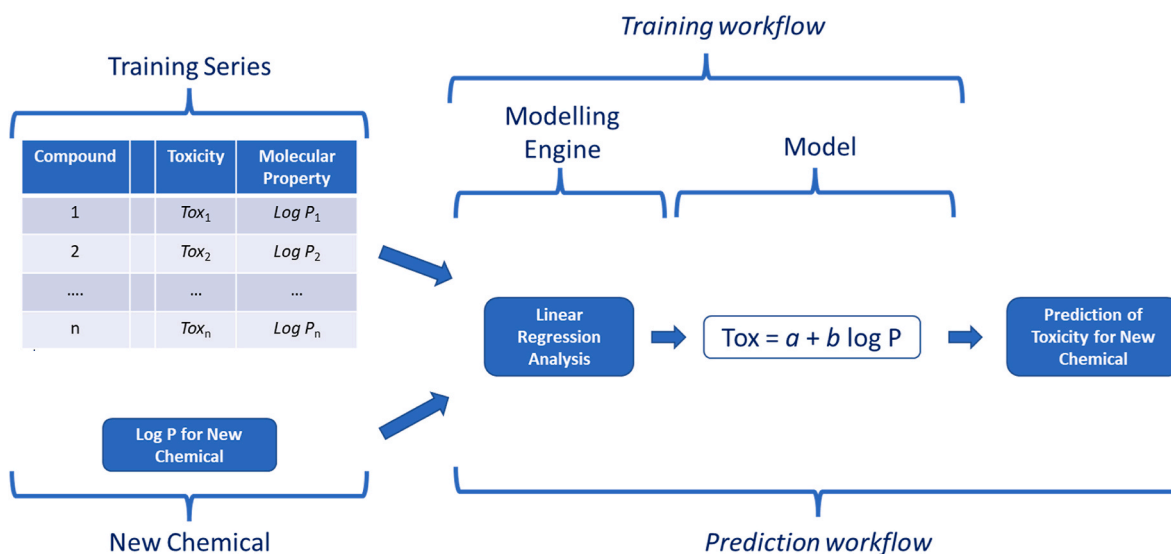 Training workflow
Training Series
Modelling
Engine
Model
Compound Toxicity Molecular
Property
1 Tox₁ Log P₁
2 Tox₂ Log P₂
.... ... ...
n Toxₙ Log Pₙ
Linear
Regression
Analysis
Tox = a + b log P
Prediction of
Toxicity for New
Chemical
Log P for New
Chemical
New Chemical
Prediction workflow